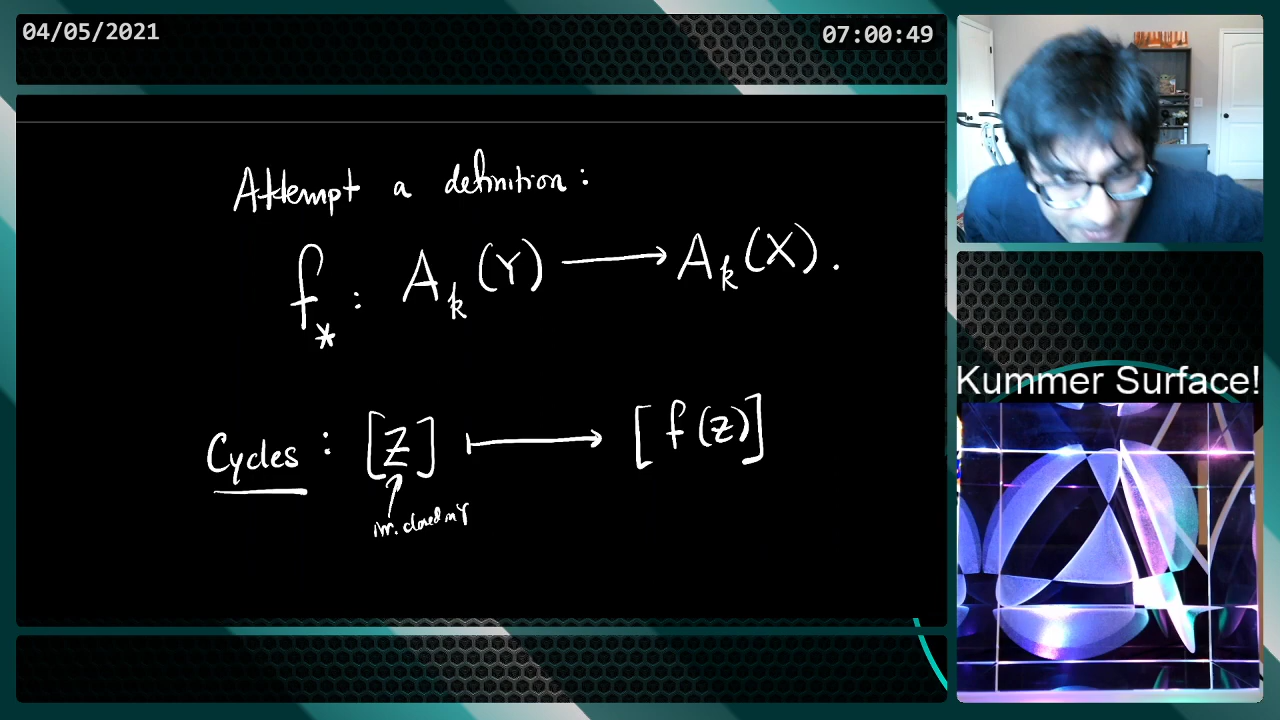 04/05/2021
07:00:49
Attempt a definition:
f_* : A_k(Y) ⟶ A_k(X).
Kummer Surface!
Cycles: [Z] ⟼ [f(Z)]
irr. closed in Y